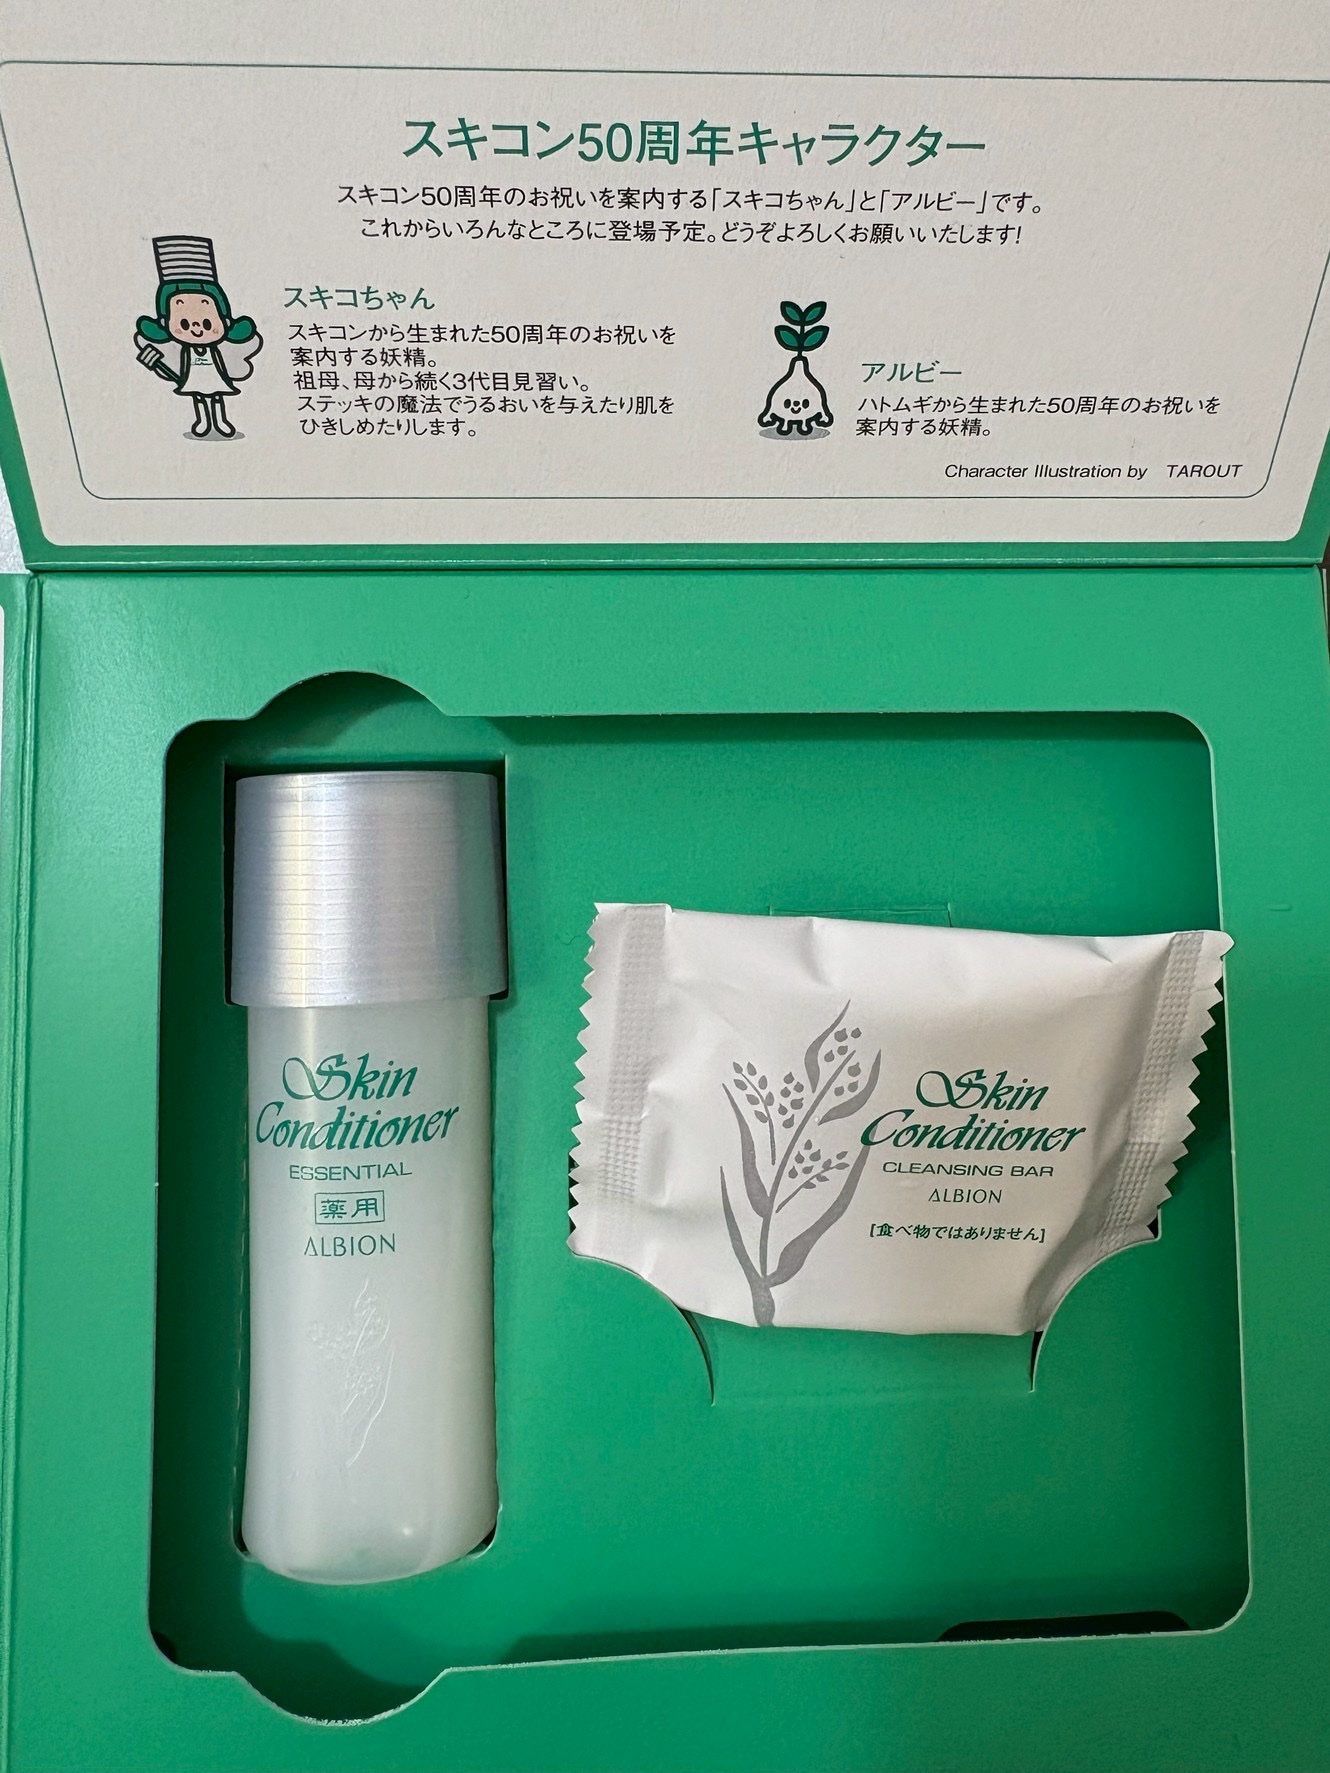 スキコン50周年キャラクター
スキコン50周年のお祝いを案内する「スキコちゃん」と「アルビー」です。
これからいろんなところに登場予定。どうぞよろしくお願いいたします!
スキコちゃん
スキコンから生まれた50周年のお祝いを
案内する妖精。
祖母、母から続く3代目見習い。
ステッキの魔法でうるおいを与えたり肌を
ひきしめたりします。
アルビー
ハトムギから生まれた50周年のお祝いを
案内する妖精。
Character Illustration by TAROUT
Skin
Conditioner
ESSENTIAL
薬用
ALBION
Skin
Conditioner
CLEANSING BAR
ALBION
[食べ物ではありません]